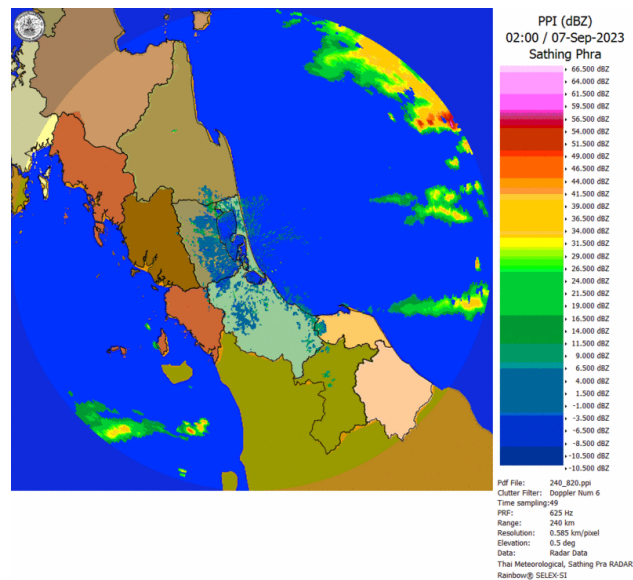 PPI (dBZ)
02:00 / 07-Sep-2023
Sathing Phra
66.500 dBZ
64.000 dBZ
61.500 dBZ
59.500 dBZ
56.500 dBZ
54.000 dBZ
51.500 dBZ
49.000 dBZ
46.500 dBZ
44.000 dBZ
41.500 dBZ
39.000 dBZ
36.500 dBZ
34.000 dBZ
31.500 dBZ
29.000 dBZ
26.500 dBZ
24.000 dBZ
21.500 dBZ
19.000 dBZ
16.500 dBZ
14.000 dBZ
11.500 dBZ
9.000 dBZ
6.500 dBZ
4.000 dBZ
1.500 dBZ
-1.000 dBZ
-3.500 dBZ
-6.500 dBZ
-8.500 dBZ
-10.500 dBZ
-10.500 dBZ
Pdf File: 240_820.ppi
Clutter Filter: Doppler Num 6
Time sampling:49
PRF: 625 Hz
Range: 240 km
Resolution: 0.585 km/pixel
Elevation: 0.5 deg
Data: Radar Data
Thai Meteorological, Sathing Pra RADAR
Rainbow® SELEX-SI